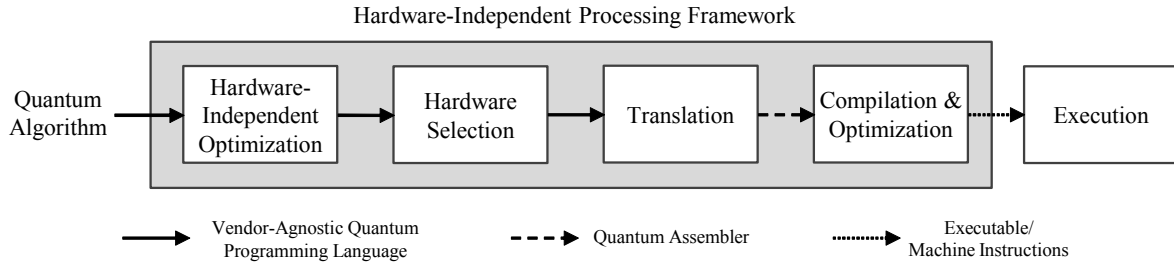 Hardware-Independent Processing Framework
Quantum
Algorithm
Hardware-
Independent
Optimization
Hardware
Selection
Translation
Compilation &
Optimization
Execution
Vendor-Agnostic Quantum
Programming Language
Quantum Assembler
Executable/
Machine Instructions